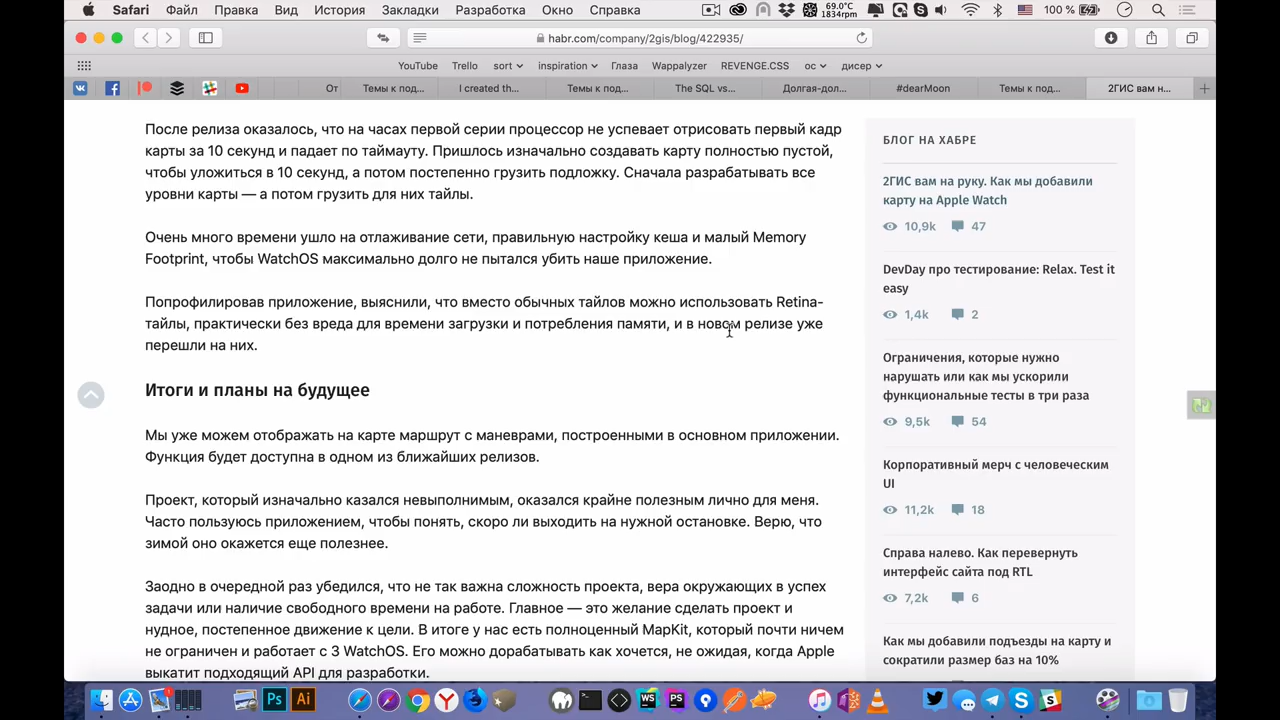 Safari Файл Правка Вид История Закладки Разработка Окно Справка
69.0°C
1834rpm
100 %
habr.com/company/2gis/blog/422935/
YouTube Trello sort inspiration Глаза Wappalyzer REVENGE.CSS ос дисер
От Темы к под... I created th... Темы к под... The SQL vs... Долгая-дол... #dearMoon Темы к под... 2ГИС вам н...
После релиза оказалось, что на часах первой серии процессор не успевает отрисовать первый кадр
карты за 10 секунд и падает по таймауту. Пришлось изначально создавать карту полностью пустой,
чтобы уложиться в 10 секунд, а потом постепенно грузить подложку. Сначала разрабатывать все
уровни карты — а потом грузить для них тайлы.
Очень много времени ушло на отлаживание сети, правильную настройку кеша и малый Memory
Footprint, чтобы WatchOS максимально долго не пытался убить наше приложение.
Попрофилировав приложение, выяснили, что вместо обычных тайлов можно использовать Retina-
тайлы, практически без вреда для времени загрузки и потребления памяти, и в новом релизе уже
перешли на них.
Итоги и планы на будущее
Мы уже можем отображать на карте маршрут с маневрами, построенными в основном приложении.
Функция будет доступна в одном из ближайших релизов.
Проект, который изначально казался невыполнимым, оказался крайне полезным лично для меня.
Часто пользуюсь приложением, чтобы понять, скоро ли выходить на нужной остановке. Верю, что
зимой оно окажется еще полезнее.
Заодно в очередной раз убедился, что не так важна сложность проекта, вера окружающих в успех
задачи или наличие свободного времени на работе. Главное — это желание сделать проект и
нудное, постепенное движение к цели. В итоге у нас есть полноценный MapKit, который почти ничем
не ограничен и работает с 3 WatchOS. Его можно дорабатывать как хочется, не ожидая, когда Apple
выкатит подходящий API для разработки.
БЛОГ НА ХАБРЕ
2ГИС вам на руку. Как мы добавили
карту на Apple Watch
10,9k 47
DevDay про тестирование: Relax. Test it
easy
1,4k 2
Ограничения, которые нужно
нарушать или как мы ускорили
функциональные тесты в три раза
9,5k 54
Корпоративный мерч с человеческим
UI
11,2k 18
Справа налево. Как перевернуть
интерфейс сайта под RTL
7,2k 6
Как мы добавили подъезды на карту и
сократили размер баз на 10%
Ps Ai WS PS